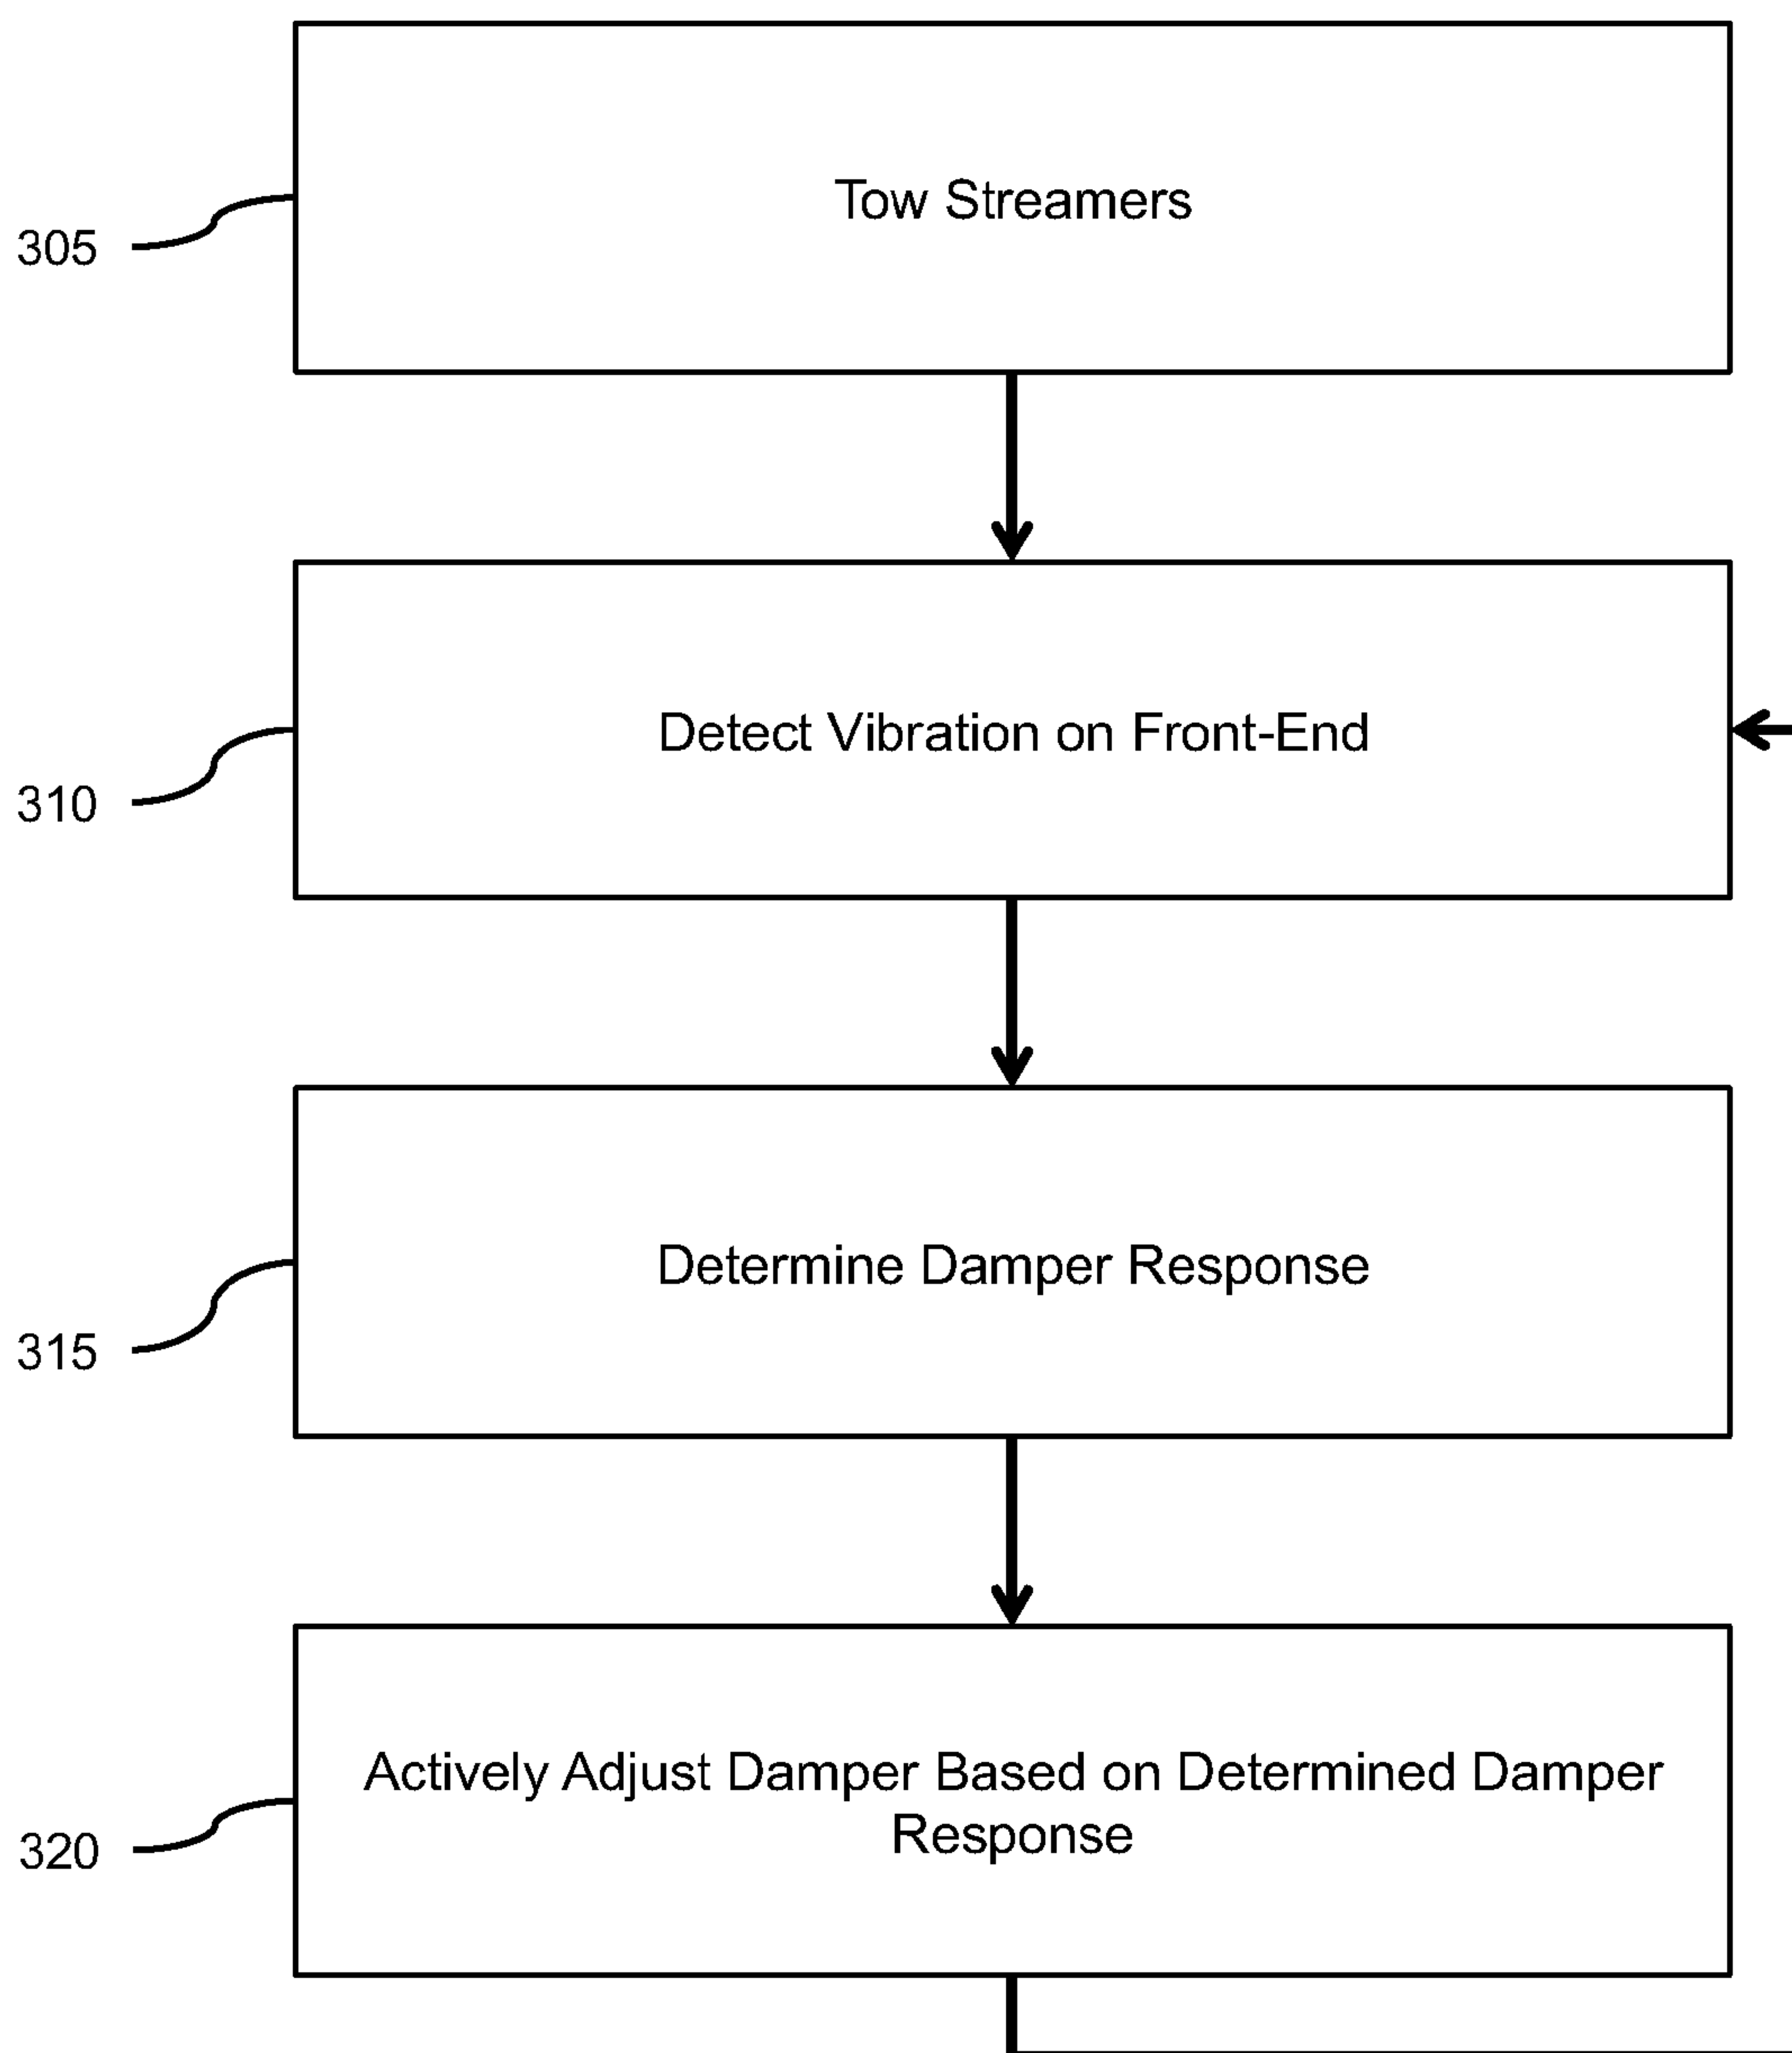 Tow Streamers
305
Detect Vibration on Front-End
310
Determine Damper Response
315
Actively Adjust Damper Based on Determined Damper
Response
320